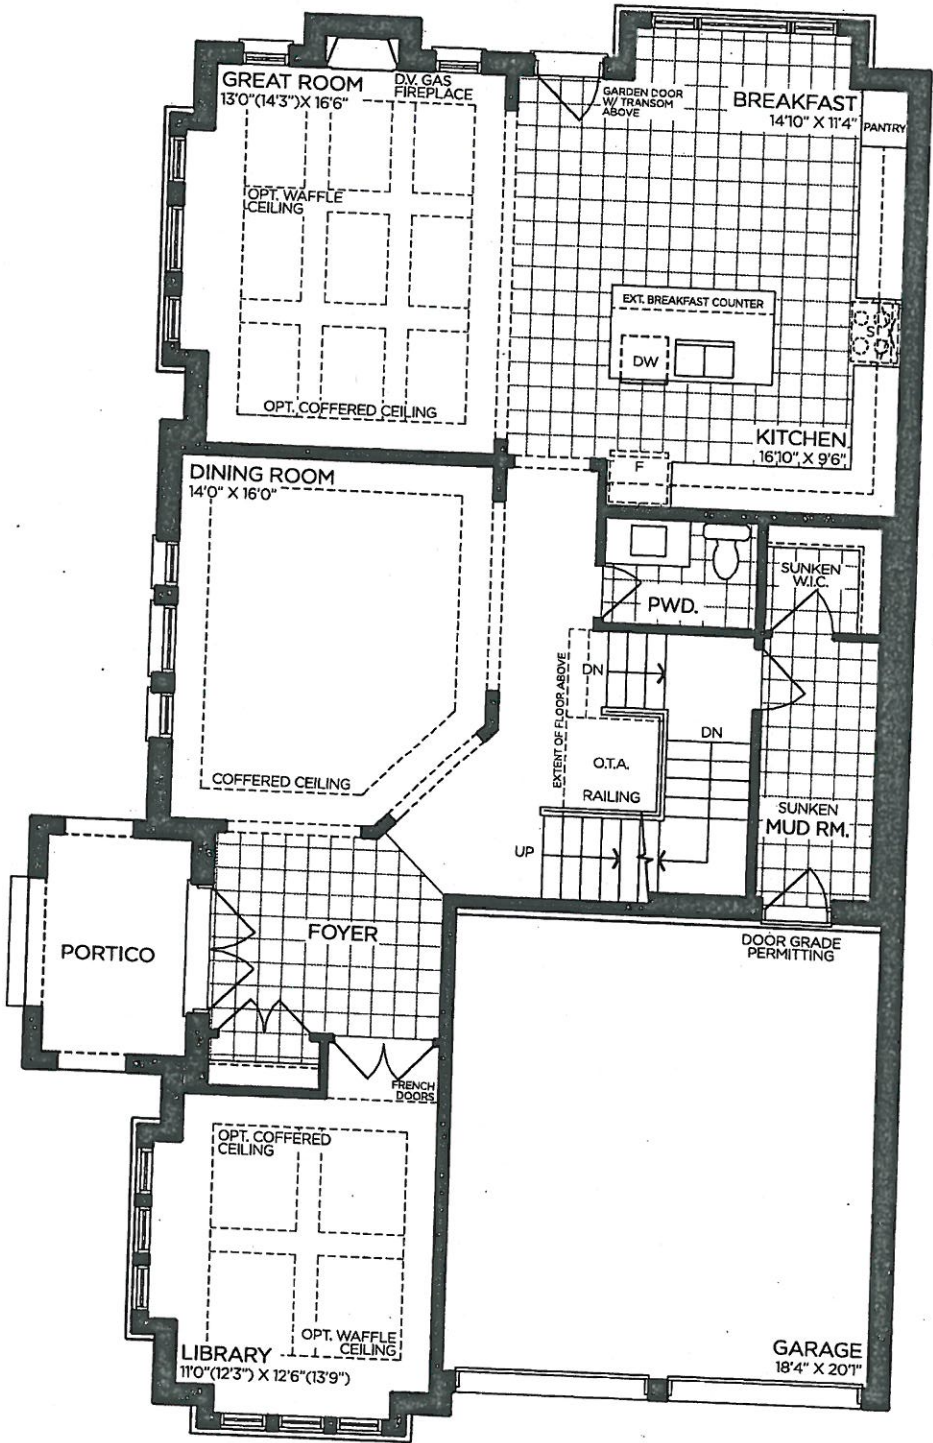 GREAT ROOM
13'0"(14'3") X 16'6"
D.V. GAS
FIREPLACE
GARDEN DOOR
W/ TRANSOM
ABOVE
BREAKFAST
14'10" X 11'4"
PANTRY
OPT. WAFFLE
CEILING
EXT. BREAKFAST COUNTER
DW
S
OPT. COFFERED CEILING
KITCHEN
16'10" X 9'6"
F
DINING ROOM
14'0" X 16'0"
SUNKEN
W.I.C.
PWD.
DN
EXTENT OF FLOOR ABOVE
DN
O.T.A.
RAILING
COFFERED CEILING
SUNKEN
MUD RM.
UP
PORTICO
FOYER
DOOR GRADE
PERMITTING
FRENCH
DOORS
OPT. COFFERED
CEILING
OPT. WAFFLE
CEILING
LIBRARY
11'0"(12'3") X 12'6"(13'9")
GARAGE
18'4" X 20'1"